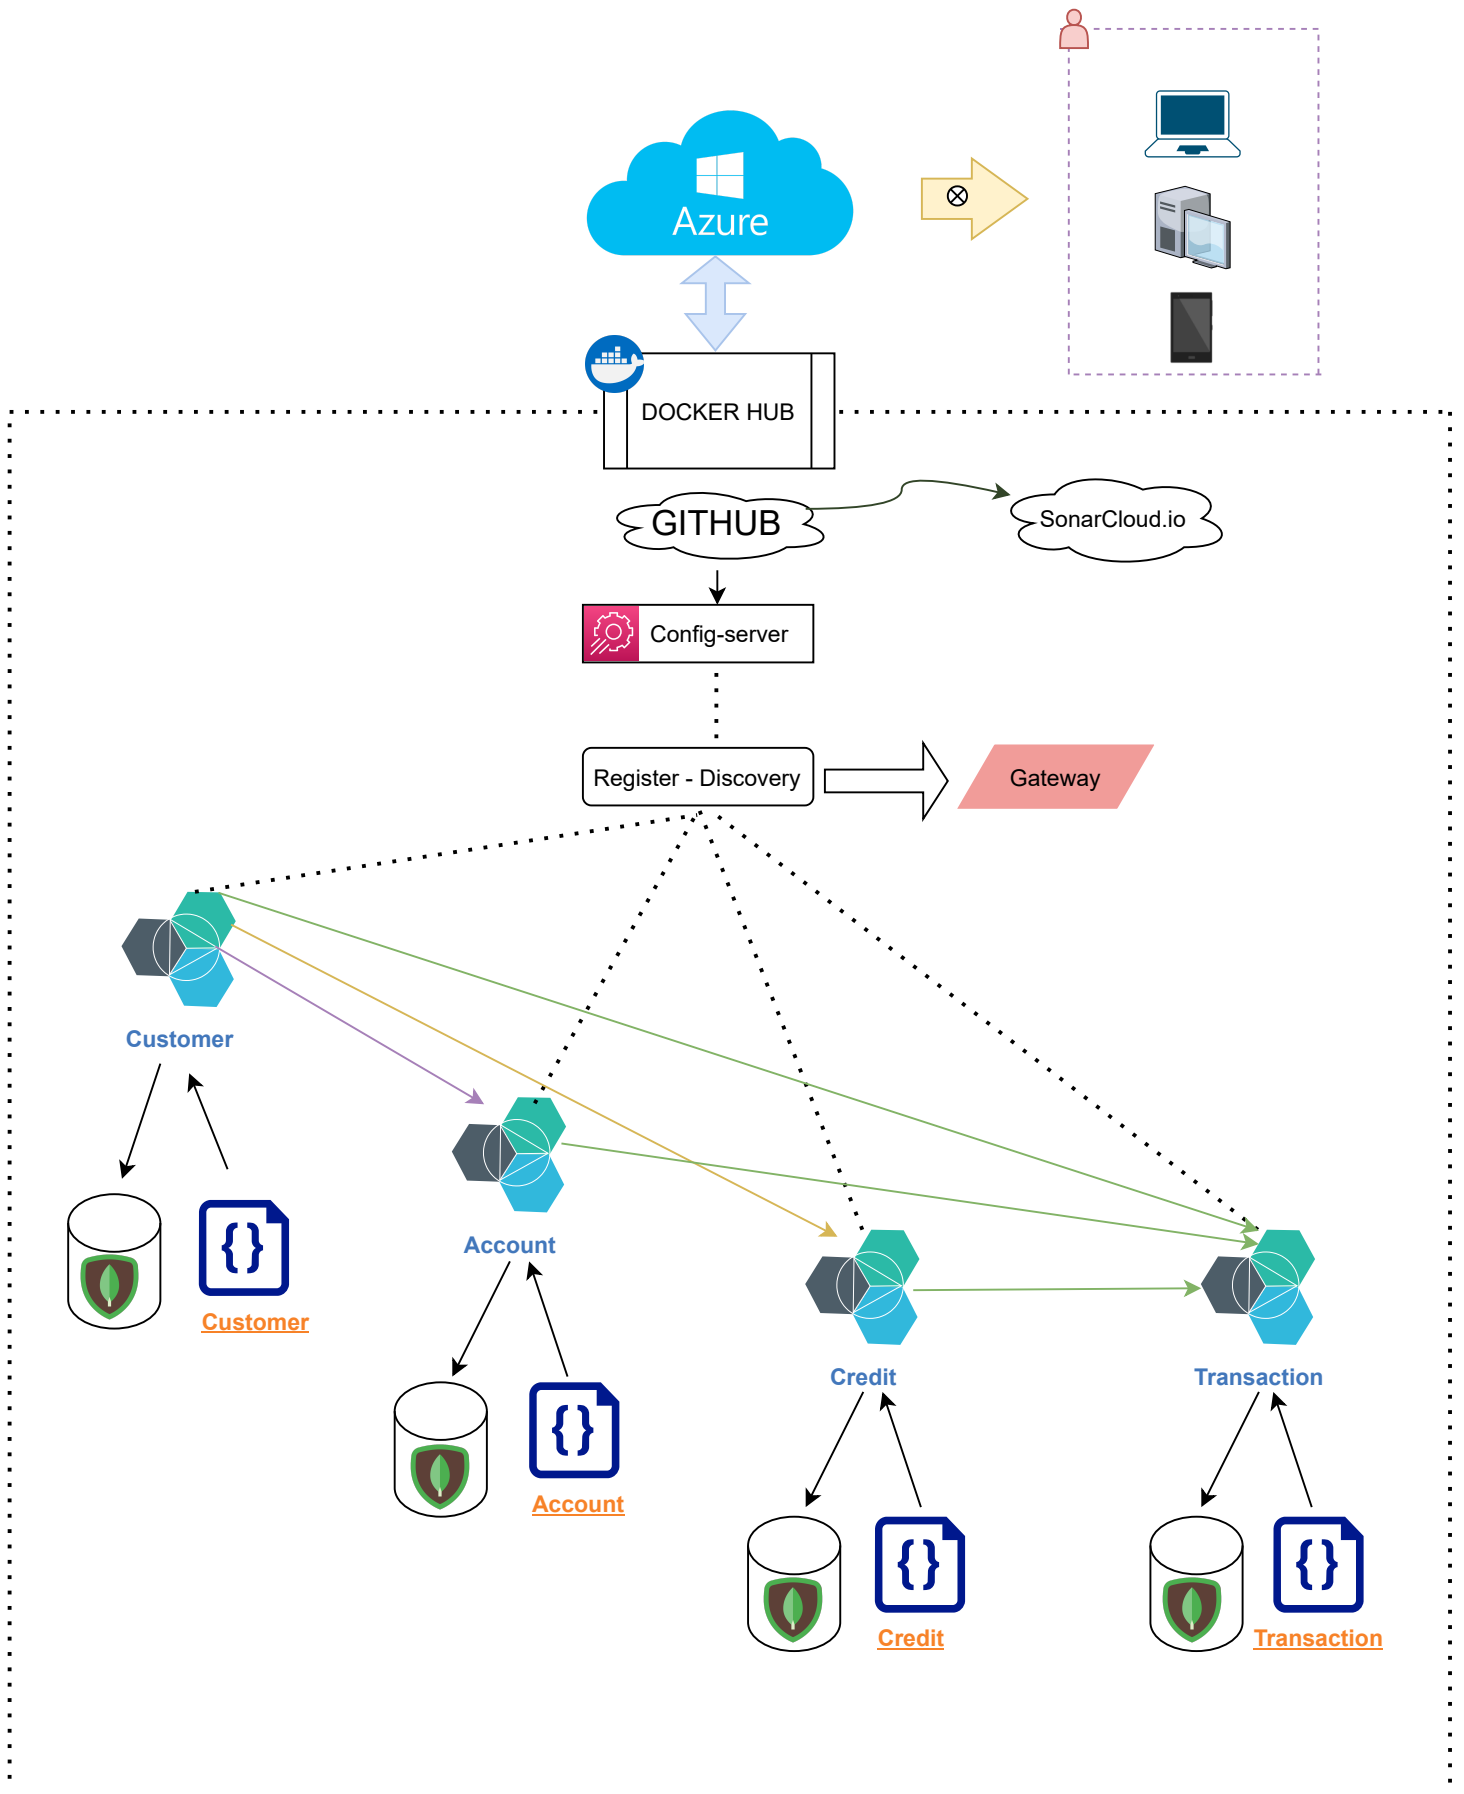 Azure
DOCKER HUB
GITHUB
SonarCloud.io
Config-server
Register - Discovery
Gateway
Customer
Account
Customer
Credit
Transaction
Account
Credit
Transaction